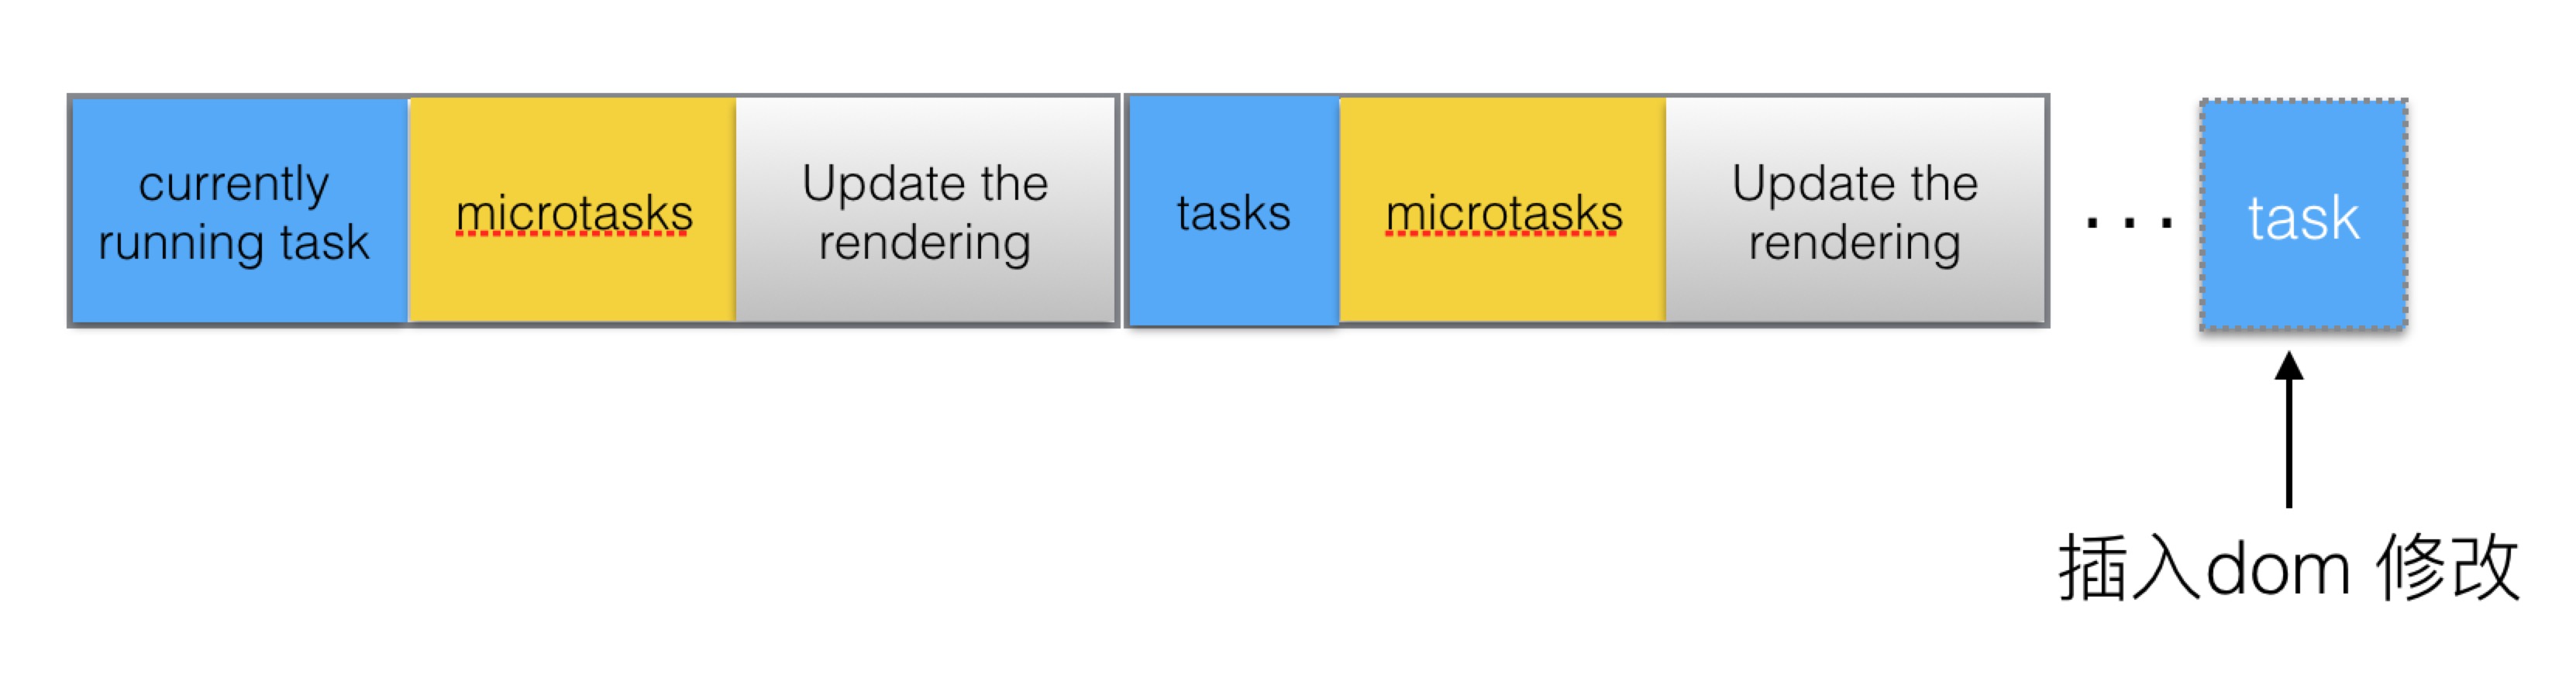 currently
running task
microtasks
Update the
rendering
tasks
microtasks
Update the
rendering
...
task
插入dom 修改